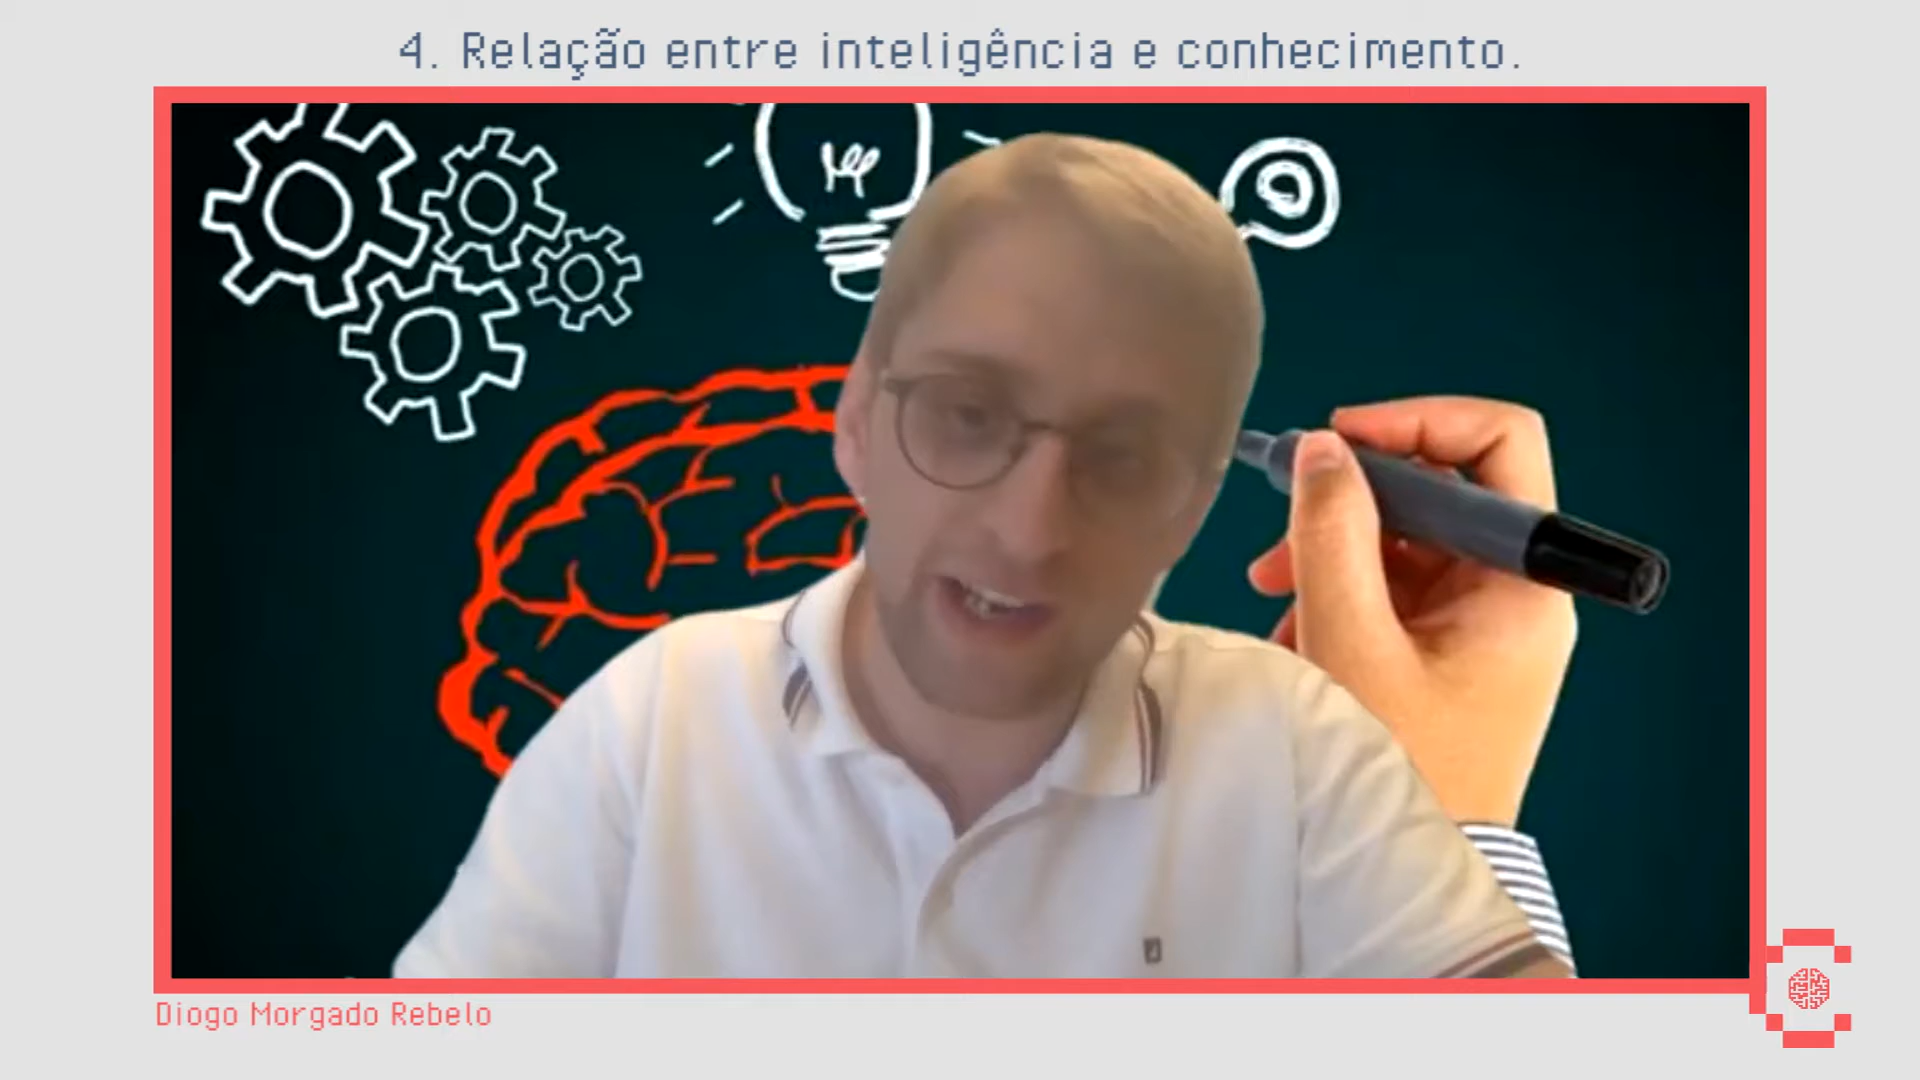 4. Relação entre inteligência e conhecimento.
Diogo Morgado Rebelo